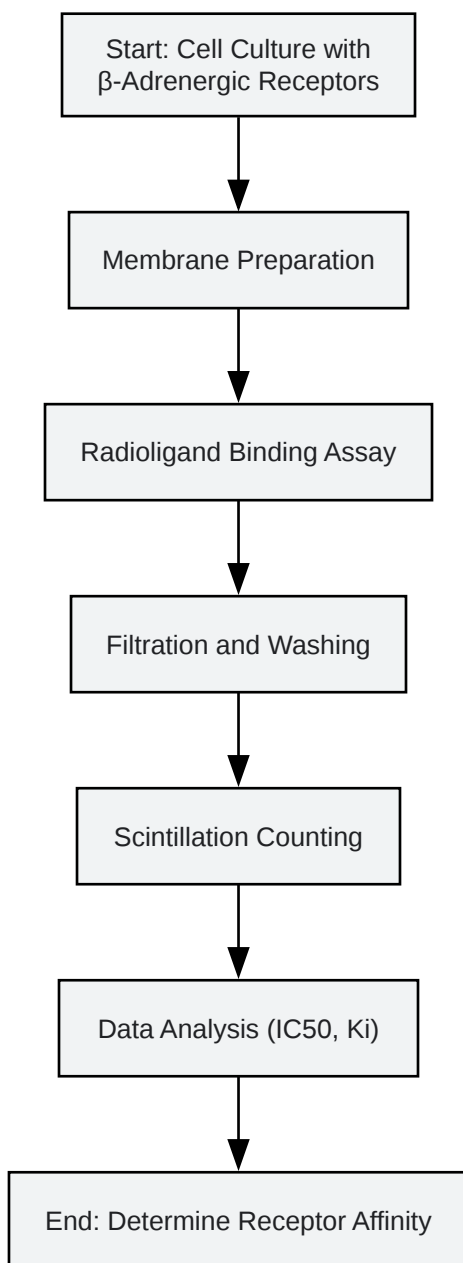 Start: Cell Culture with
β-Adrenergic Receptors
Membrane Preparation
Radioligand Binding Assay
Filtration and Washing
Scintillation Counting
Data Analysis (IC50, Ki)
End: Determine Receptor Affinity